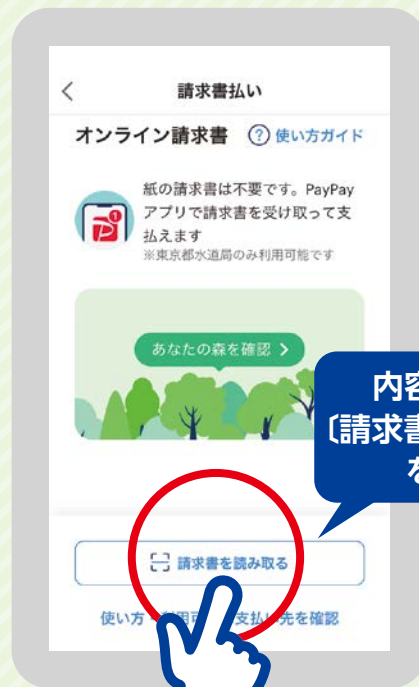 請求書払い
オンライン請求書 ? 使い方ガイド
紙の請求書は不要です。PayPay
アプリで請求書を受け取って支
払えます
※東京都水道局のみ利用可能です
あなたの森を確認 >
内容
〔請求書
を
請求書を読み取る
使い方 支払い先を確認